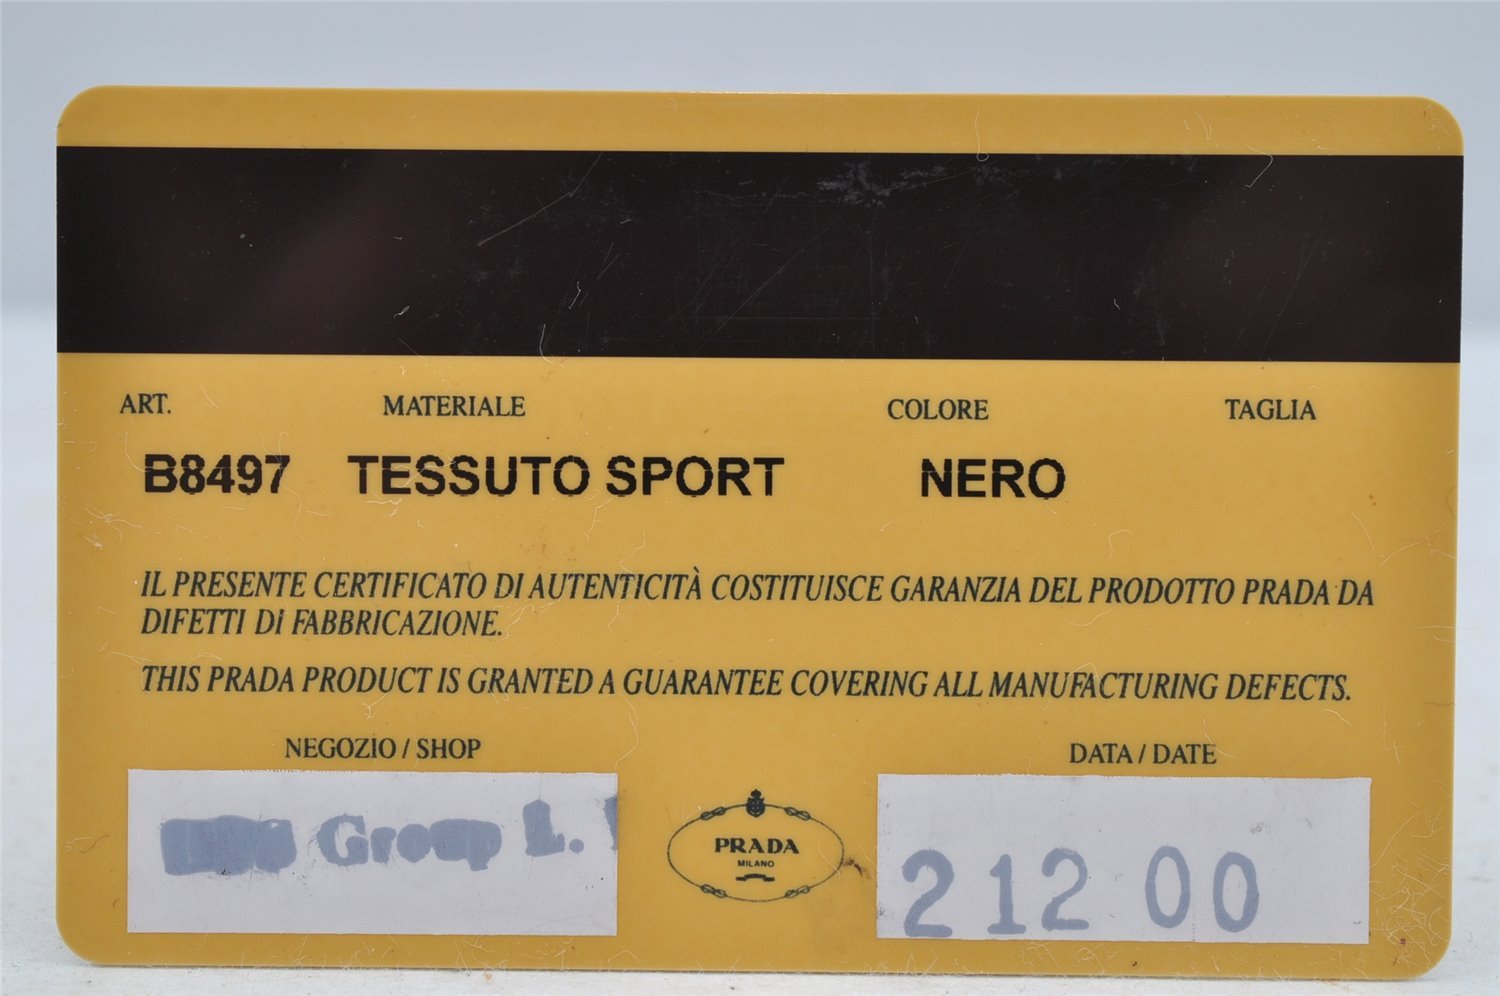 ART. MATERIALE COLORE TAGLIA
B8497 TESSUTO SPORT NERO
IL PRESENTE CERTIFICATO DI AUTENTICITÀ COSTITUISCE GARANZIA DEL PRODOTTO PRADA DA
DIFETTI Di FABBRICAZIONE.
THIS PRADA PRODUCT IS GRANTED A GUARANTEE COVERING ALL MANUFACTURING DEFECTS.
NEGOZIO / SHOP DATA / DATE
Group L.
PRADA
MILANO
2 12 00